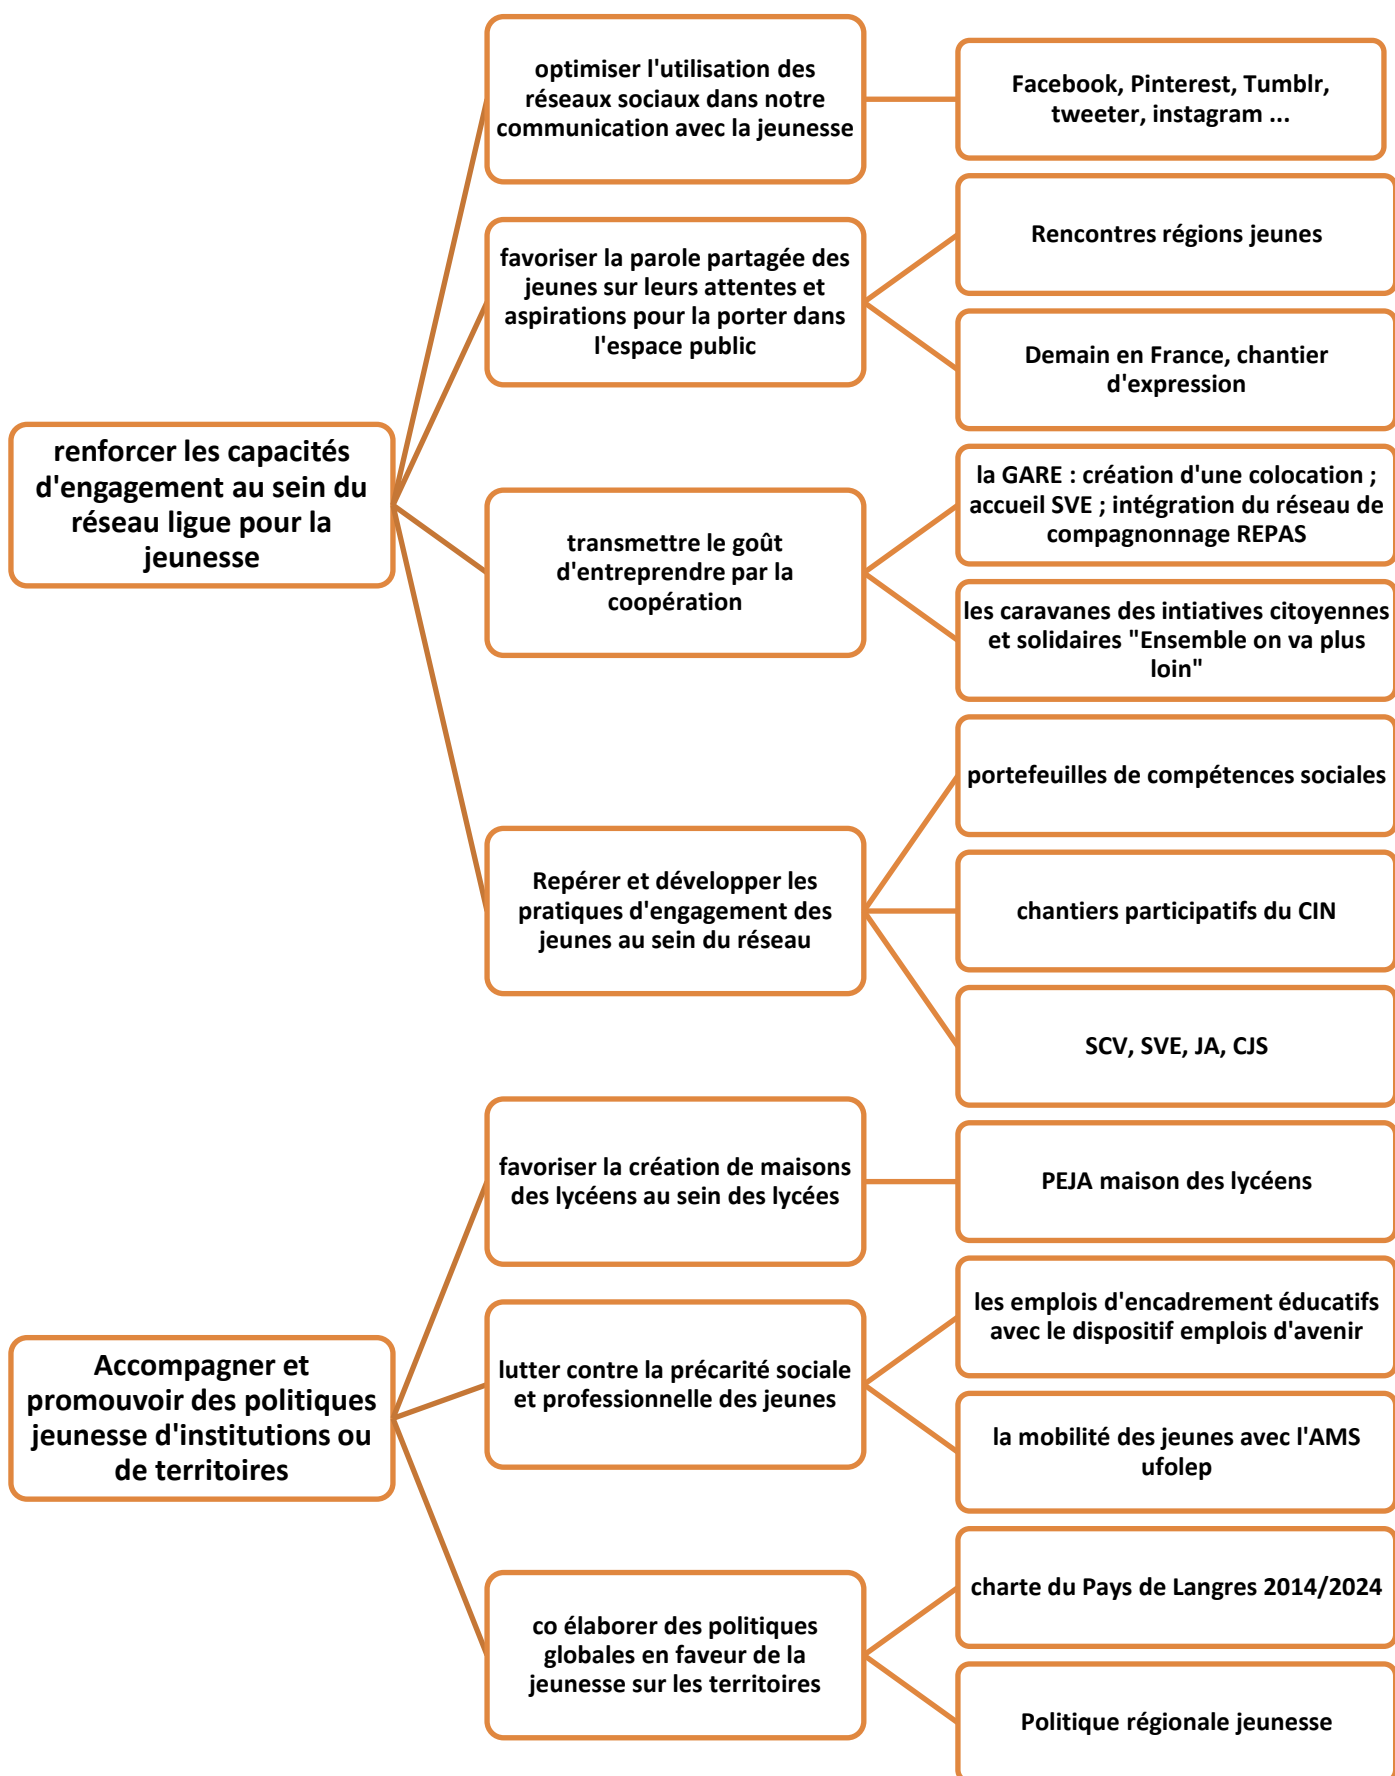 renforcer les capacités
d'engagement au sein du
réseau ligue pour la
jeunesse
optimiser l'utilisation des
réseaux sociaux dans notre
communication avec la jeunesse
Facebook, Pinterest, Tumblr,
tweeter, instagram ...
favoriser la parole partagée des
jeunes sur leurs attentes et
aspirations pour la porter dans
l'espace public
Rencontres régions jeunes
Demain en France, chantier
d'expression
transmettre le goût
d'entreprendre par la
coopération
la GARE : création d'une colocation ;
accueil SVE ; intégration du réseau de
compagnonnage REPAS
les caravanes des intiatives citoyennes
et solidaires "Ensemble on va plus
loin"
Repérer et développer les
pratiques d'engagement des
jeunes au sein du réseau
portefeuilles de compétences sociales
chantiers participatifs du CIN
SCV, SVE, JA, CJS
Accompagner et
promouvoir des politiques
jeunesse d'institutions ou
de territoires
favoriser la création de maisons
des lycéens au sein des lycées
PEJA maison des lycéens
lutter contre la précarité sociale
et professionnelle des jeunes
les emplois d'encadrement éducatifs
avec le dispositif emplois d'avenir
la mobilité des jeunes avec l'AMS
ufolep
co élaborer des politiques
globales en faveur de la
jeunesse sur les territoires
charte du Pays de Langres 2014/2024
Politique régionale jeunesse